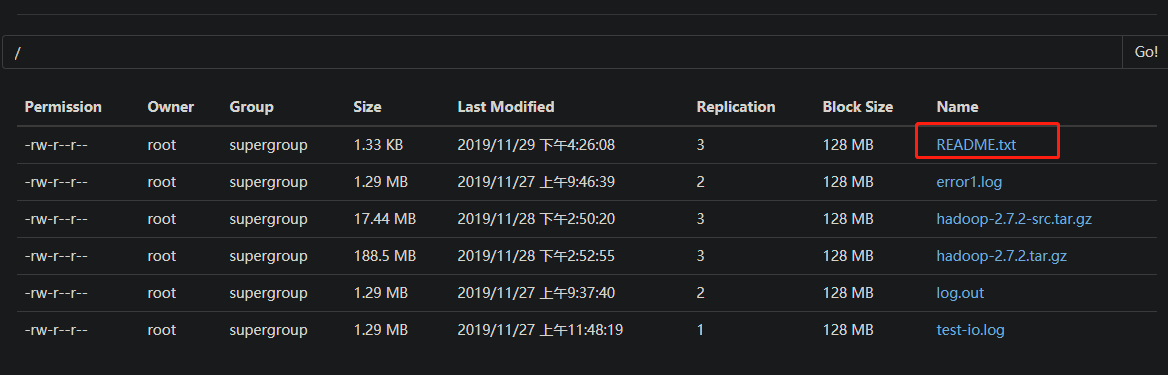 / Go!
Permission Owner Group Size Last Modified Replication Block Size Name
-rw-r--r-- root supergroup 1.33 KB 2019/11/29 下午4:26:08 3 128 MB README.txt
-rw-r--r-- root supergroup 1.29 MB 2019/11/27 上午9:46:39 2 128 MB error1.log
-rw-r--r-- root supergroup 17.44 MB 2019/11/28 下午2:50:20 3 128 MB hadoop-2.7.2-src.tar.gz
-rw-r--r-- root supergroup 188.5 MB 2019/11/28 下午2:52:55 3 128 MB hadoop-2.7.2.tar.gz
-rw-r--r-- root supergroup 1.29 MB 2019/11/27 上午9:37:40 2 128 MB log.out
-rw-r--r-- root supergroup 1.29 MB 2019/11/27 上午11:48:19 1 128 MB test-io.log